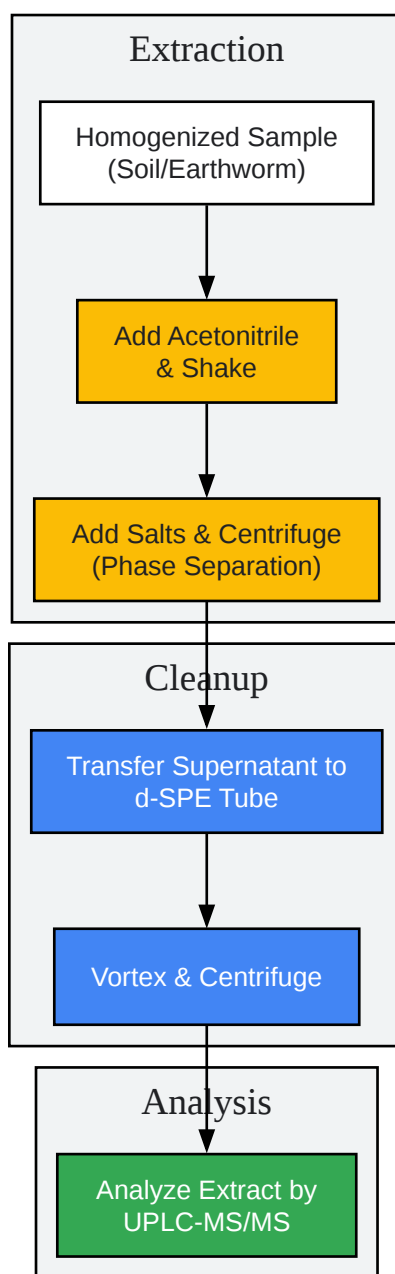 Extraction
Homogenized Sample
(Soil/Earthworm)
Add Acetonitrile
& Shake
Add Salts & Centrifuge
(Phase Separation)
Cleanup
Transfer Supernatant to
d-SPE Tube
Vortex & Centrifuge
Analysis
Analyze Extract by
UPLC-MS/MS